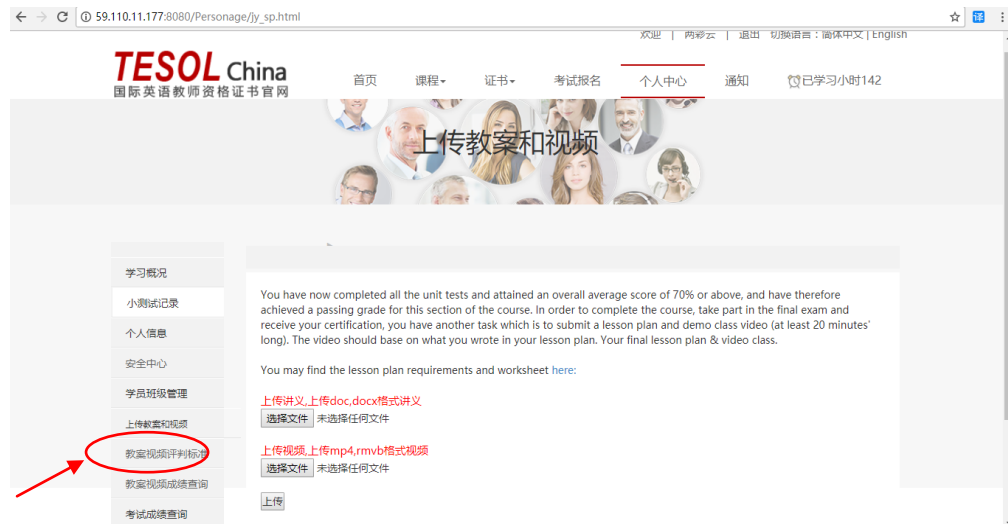 59.110.11.177:8080/Personage/jy_sp.html
译
欢迎 | 两彩云 | 退出 切换语言：简体中文 | English
TESOL China
国际英语教师资格证书官网
首页 课程 证书 考试报名 个人中心 通知 已学习小时142
上传教案和视频
学习概况
小测试记录
个人信息
安全中心
学员班级管理
上传教案和视频
教案视频评判标准
教案视频成绩查询
考试成绩查询
You have now completed all the unit tests and attained an overall average score of 70% or above, and have therefore
achieved a passing grade for this section of the course. In order to complete the course, take part in the final exam and
receive your certification, you have another task which is to submit a lesson plan and demo class video (at least 20 minutes'
long). The video should base on what you wrote in your lesson plan. Your final lesson plan & video class.
You may find the lesson plan requirements and worksheet here:
上传讲义,上传doc,docx格式讲义
选择文件 未选择任何文件
上传视频,上传mp4,rmvb格式视频
选择文件 未选择任何文件
上传